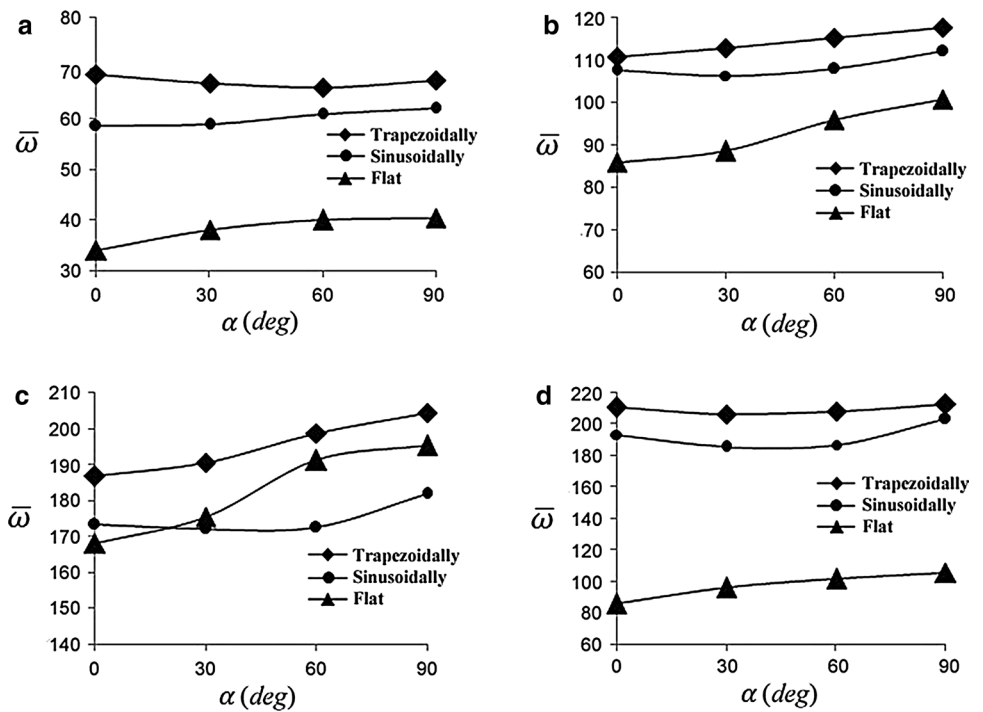 a
80
70
60
50
40
30
ω̅
Trapezoidally
Sinusoidally
Flat
0 30 60 90
α (deg)
b
120
110
100
90
80
70
60
ω̅
Trapezoidally
Sinusoidally
Flat
0 30 60 90
α (deg)
c
210
200
190
180
170
160
150
140
ω̅
Trapezoidally
Sinusoidally
Flat
0 30 60 90
α (deg)
d
220
200
180
160
140
120
100
80
60
ω̅
Trapezoidally
Sinusoidally
Flat
0 30 60 90
α (deg)